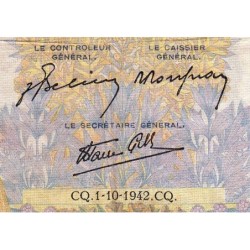 LE CONTROLEUR GÉNÉRAL.
LE CAISSIER GÉNÉRAL.
LE SECRÉTAIRE GÉNÉRAL.
CQ.1-10-1942.CQ.